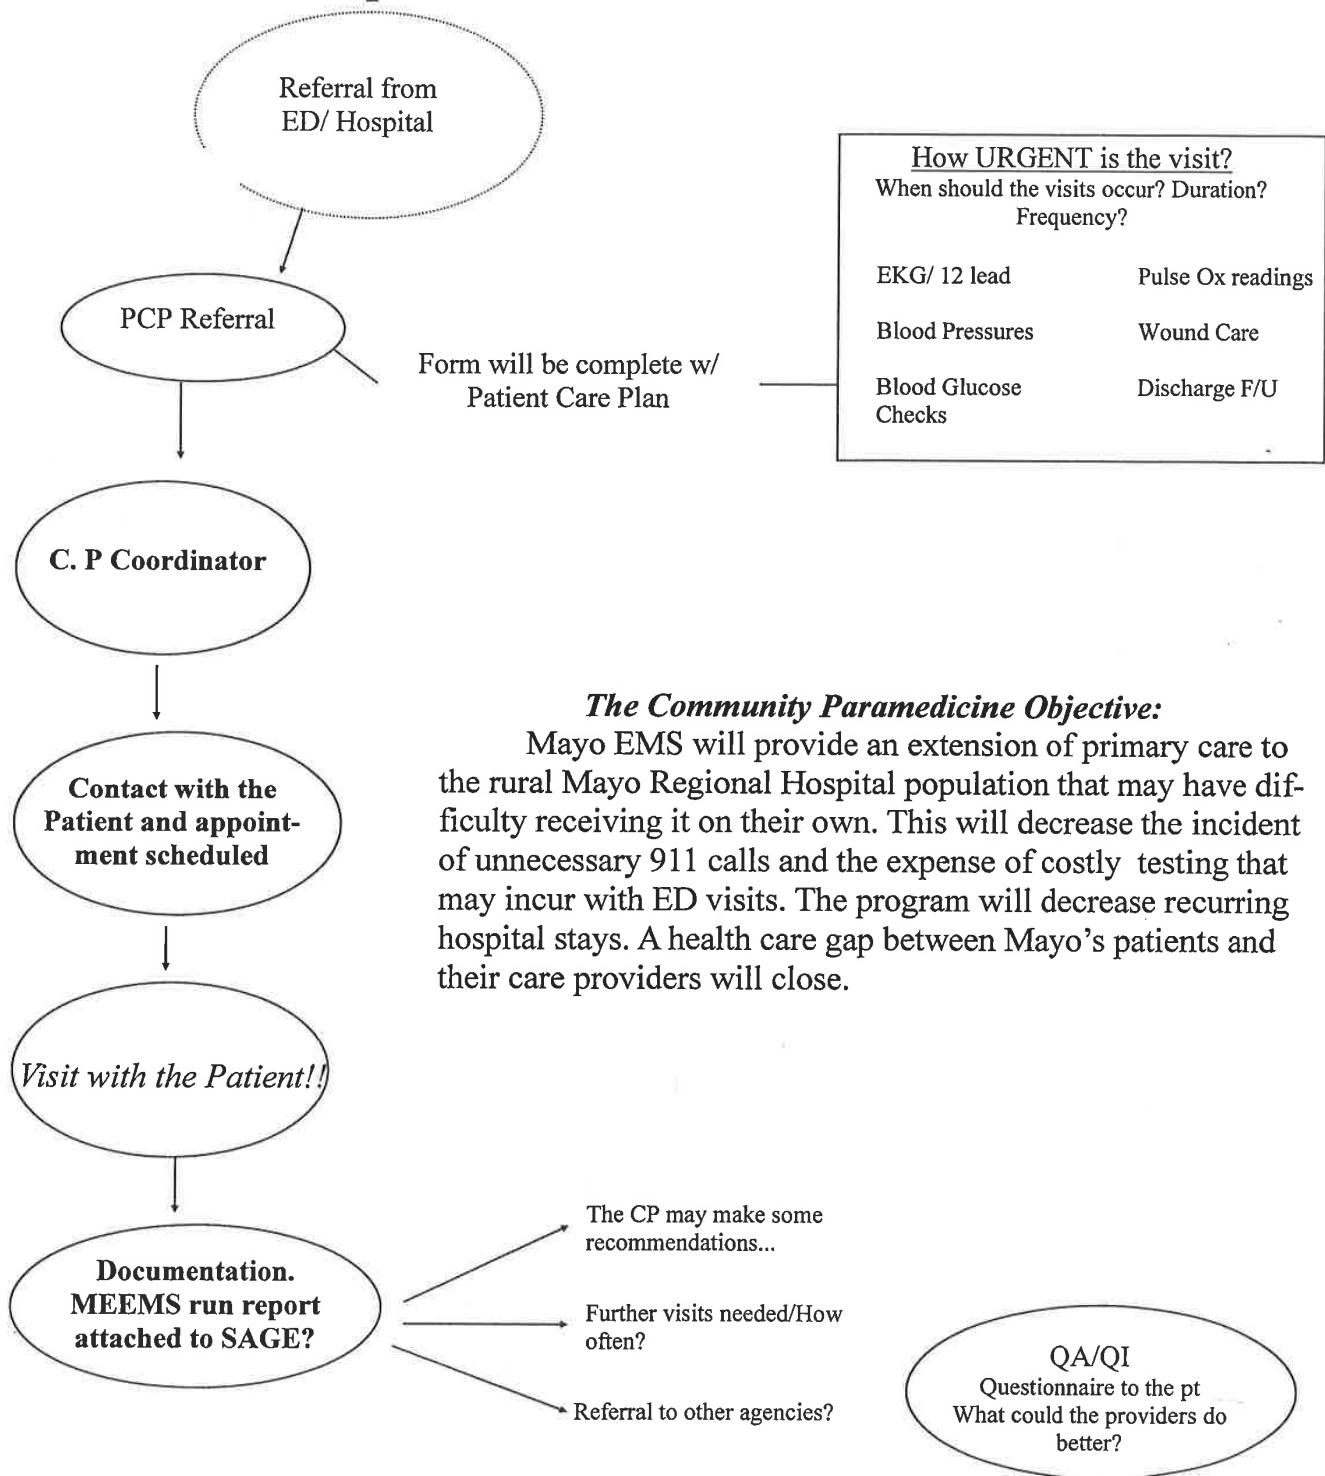 Referral from
ED/ Hospital
How URGENT is the visit?
When should the visits occur? Duration?
Frequency?
EKG/ 12 lead
Pulse Ox readings
Blood Pressures
Wound Care
Blood Glucose
Checks
Discharge F/U
PCP Referral
Form will be complete w/
Patient Care Plan
C. P Coordinator
Contact with the
Patient and appoint-
ment scheduled
The Community Paramedicine Objective:
Mayo EMS will provide an extension of primary care to
the rural Mayo Regional Hospital population that may have dif-
ficulty receiving it on their own. This will decrease the incident
of unnecessary 911 calls and the expense of costly testing that
may incur with ED visits. The program will decrease recurring
hospital stays. A health care gap between Mayo’s patients and
their care providers will close.
Visit with the Patient!!
Documentation.
MEEMS run report
attached to SAGE?
The CP may make some
recommendations...
Further visits needed/How
often?
Referral to other agencies?
QA/QI
Questionnaire to the pt
What could the providers do
better?